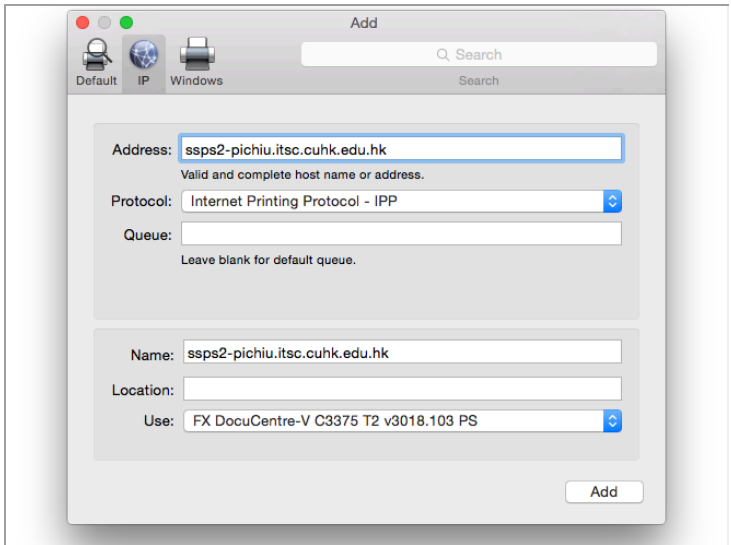 Add
Search
Default IP Windows Search
Address: ssps2-pichiu.itsc.cuhk.edu.hk
Valid and complete host name or address.
Protocol: Internet Printing Protocol - IPP
Queue:
Leave blank for default queue.
Name: ssps2-pichiu.itsc.cuhk.edu.hk
Location:
Use: FX DocuCentre-V C3375 T2 v3018.103 PS
Add